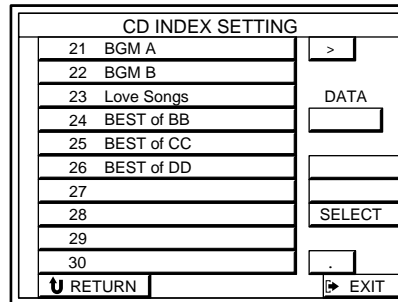 CD INDEX SETTING
21 BGM A >
22 BGM B
23 Love Songs DATA
24 BEST of BB
25 BEST of CC
26 BEST of DD
27
28 SELECT
29
30 .
RETURN EXIT